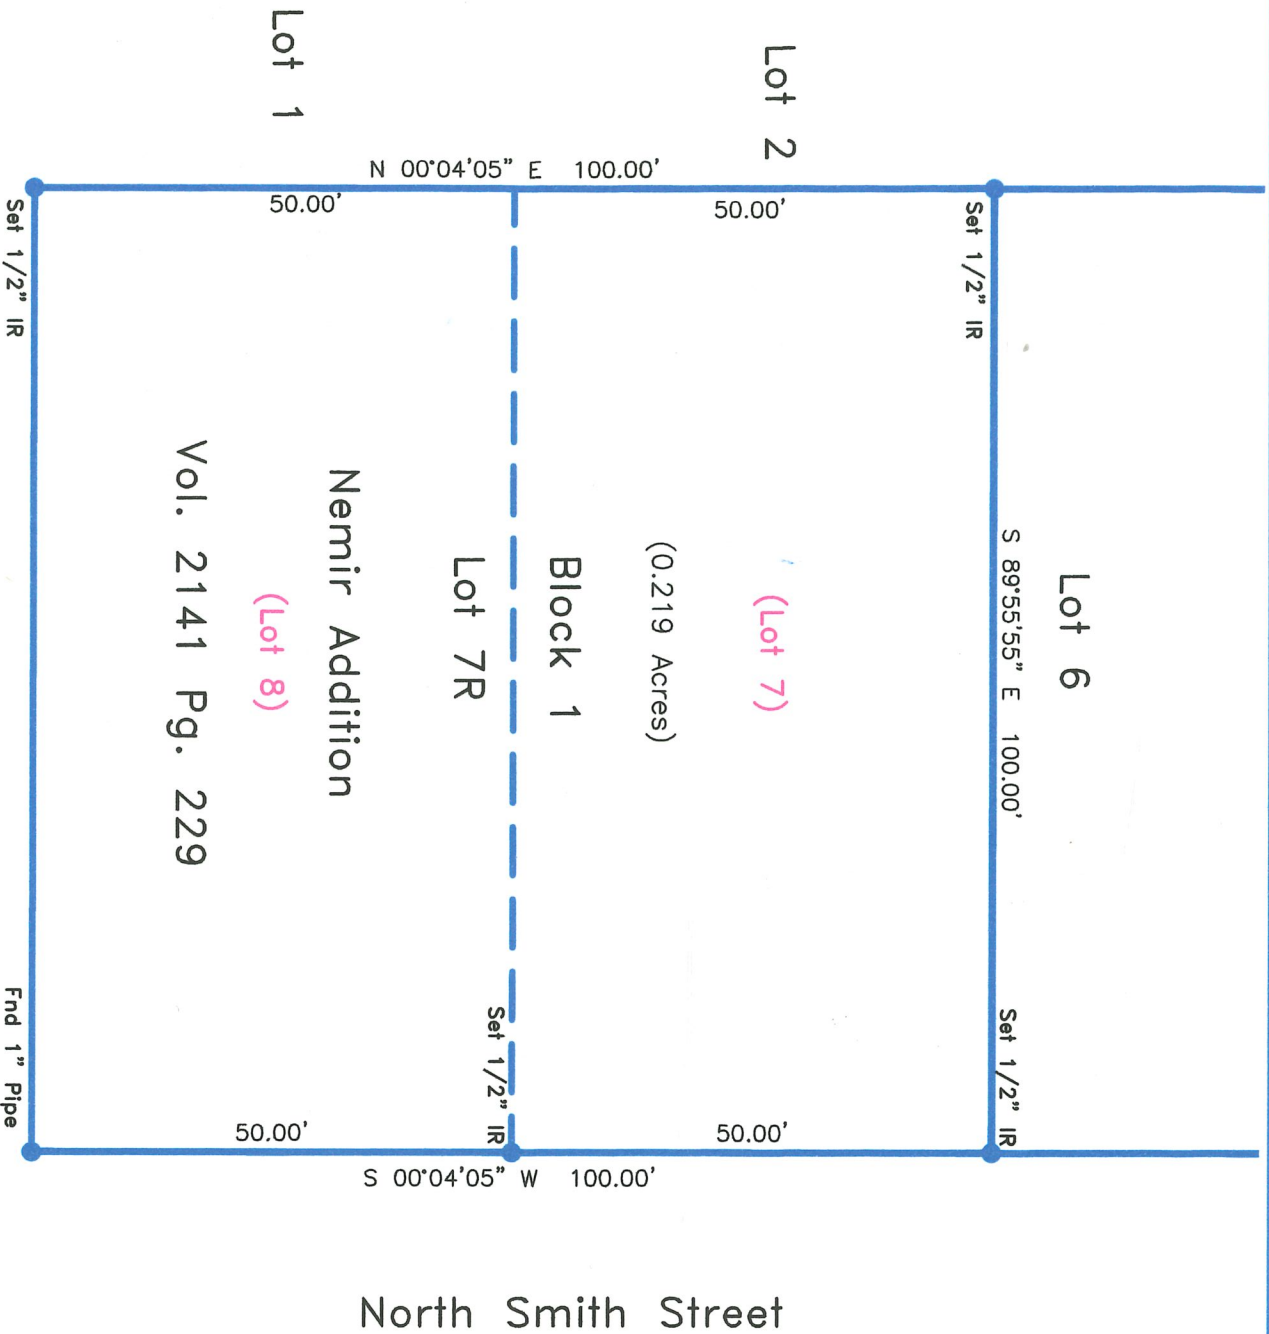 Lot 1
Lot 2
N 00°04'05" E 100.00'
50.00'
50.00'
Set 1/2" IR
Set 1/2" IR
Lot 6
S 89°55'55" E 100.00'
(Lot 7)
(0.219 Acres)
Block 1
Lot 7R
Nemir Addition
(Lot 8)
Vol. 2141 Pg. 229
Set 1/2" IR
Set 1/2" IR
Fnd 1" Pipe
50.00'
50.00'
S 00°04'05" W 100.00'
North Smith Street